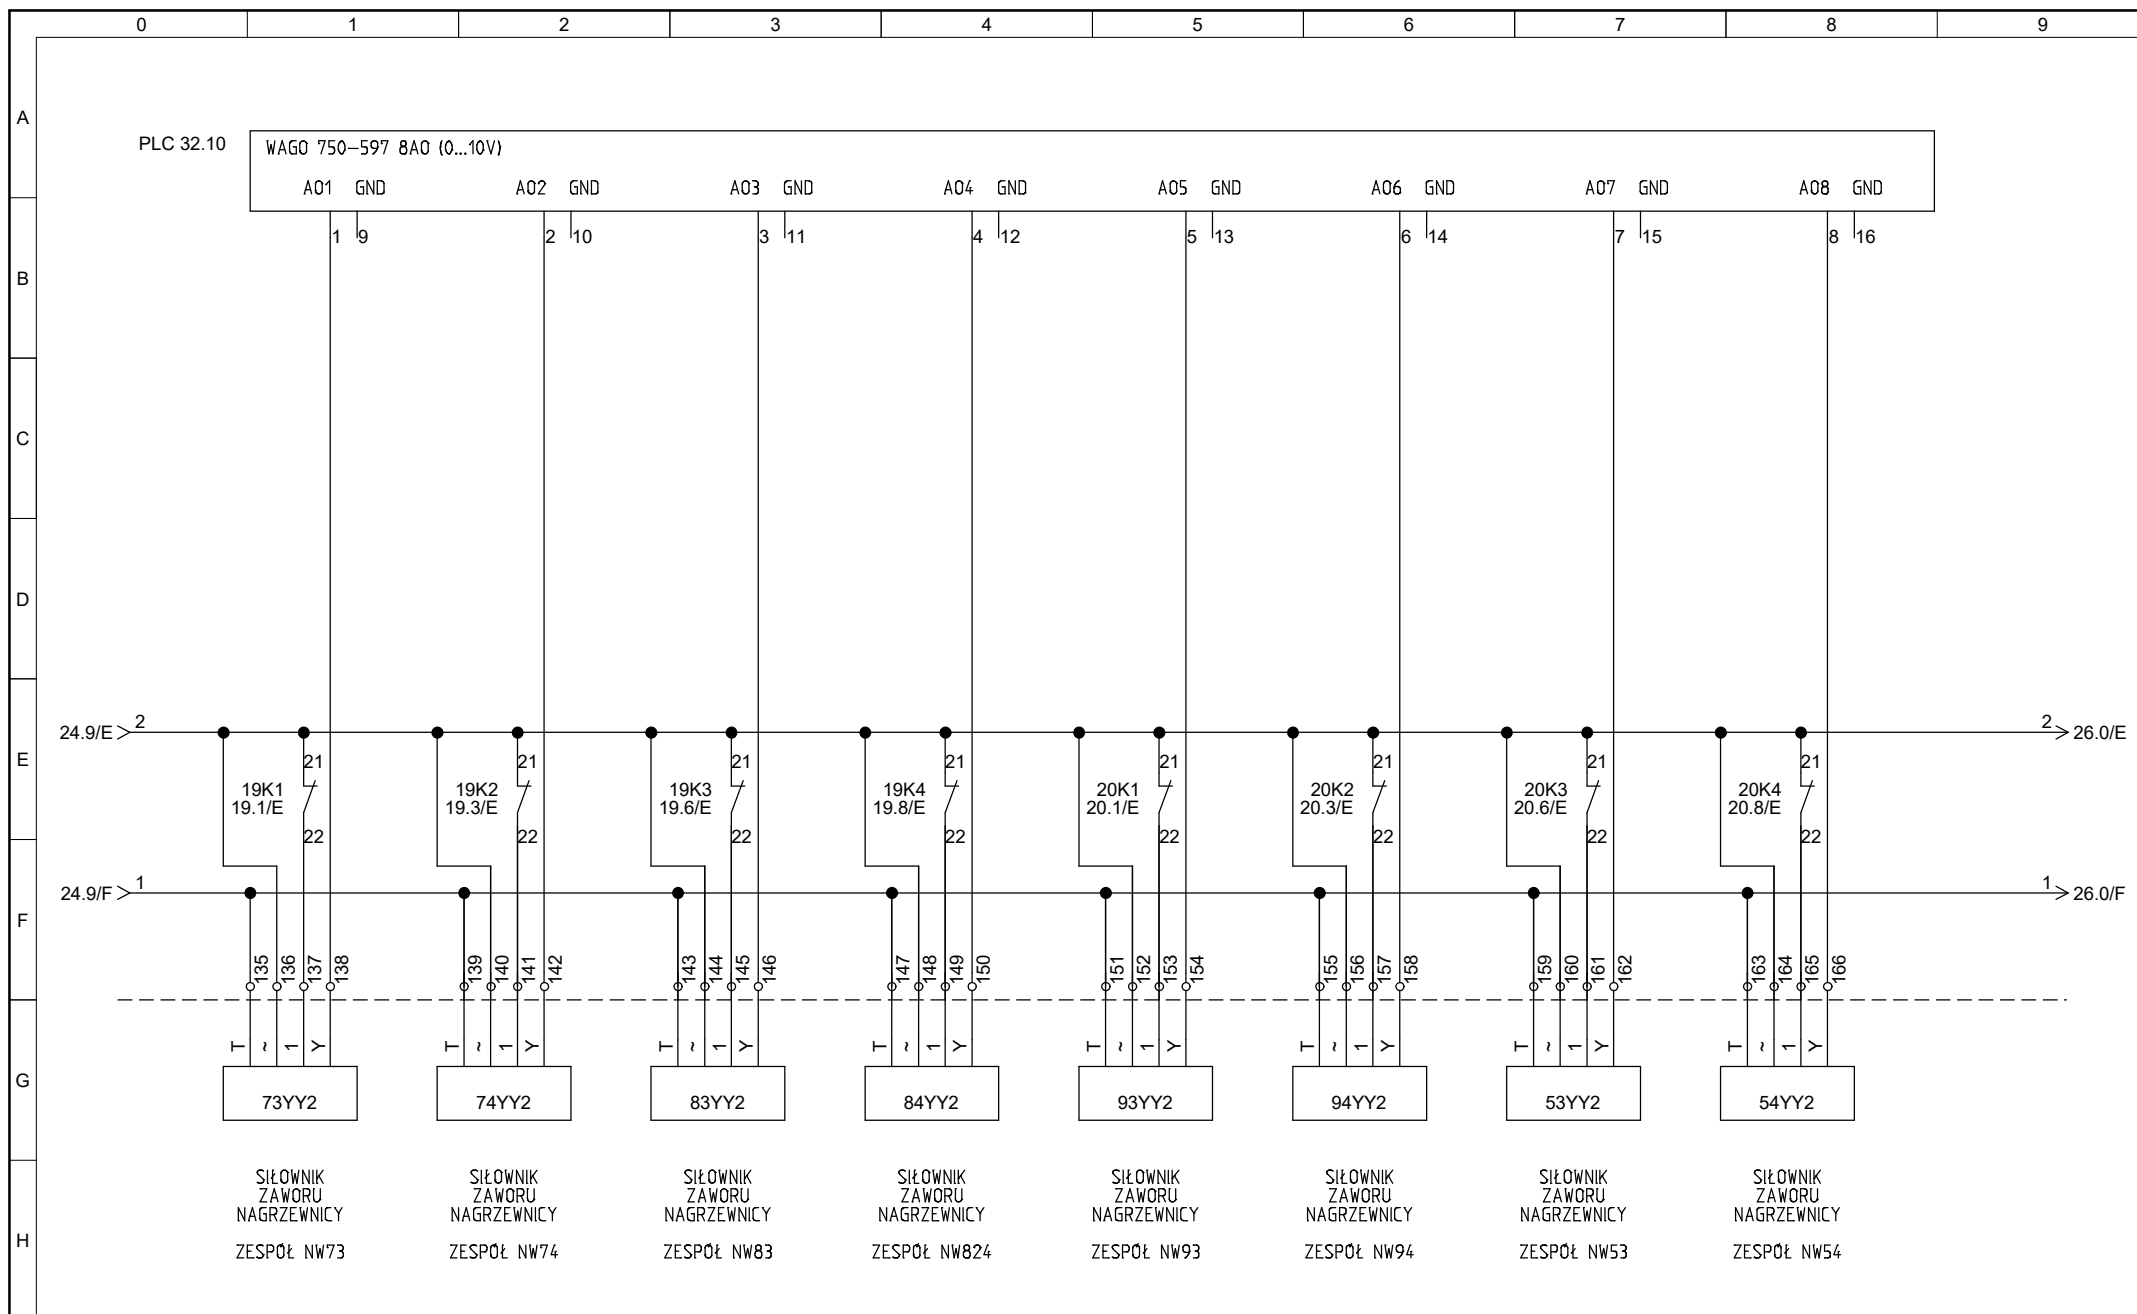 0 1 2 3 4 5 6 7 8 9
A
PLC 32.10 WAGO 750-597 8AO (0...10V)
AO1 GND AO2 GND AO3 GND AO4 GND AO5 GND AO6 GND AO7 GND AO8 GND
1 9 2 10 3 11 4 12 5 13 6 14 7 15 8 16
B
C
D
24.9/E 2 2 26.0/E
E
21 21 21 21 21 21 21 21
19K1 19K2 19K3 19K4 20K1 20K2 20K3 20K4
19.1/E 19.3/E 19.6/E 19.8/E 20.1/E 20.3/E 20.6/E 20.8/E
22 22 22 22 22 22 22 22
24.9/F 1 1 26.0/F
F
135 136 137 138 139 140 141 142 143 144 145 146 147 148 149 150 151 152 153 154 155 156 157 158 159 160 161 162 163 164 165 166
T ~ 1 Y T ~ 1 Y T ~ 1 Y T ~ 1 Y T ~ 1 Y T ~ 1 Y T ~ 1 Y T ~ 1 Y
G
73YY2 74YY2 83YY2 84YY2 93YY2 94YY2 53YY2 54YY2
SIŁOWNIK SIŁOWNIK SIŁOWNIK SIŁOWNIK SIŁOWNIK SIŁOWNIK SIŁOWNIK SIŁOWNIK
ZAWORU ZAWORU ZAWORU ZAWORU ZAWORU ZAWORU ZAWORU ZAWORU
NAGRZEWNICY NAGRZEWNICY NAGRZEWNICY NAGRZEWNICY NAGRZEWNICY NAGRZEWNICY NAGRZEWNICY NAGRZEWNICY
H
ZESPÓŁ NW73 ZESPÓŁ NW74 ZESPÓŁ NW83 ZESPÓŁ NW824 ZESPÓŁ NW93 ZESPÓŁ NW94 ZESPÓŁ NW53 ZESPÓŁ NW54